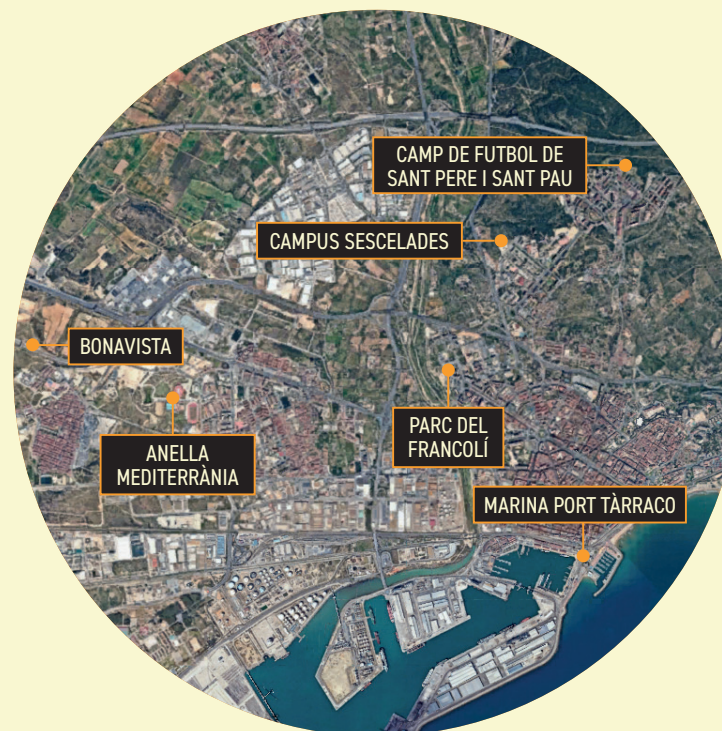 CAMP DE FUTBOL DE
SANT PERE I SANT PAU
CAMPUS SESCELADES
BONAVISTA
PARC DEL
FRANCOLÍ
ANELLA
MEDITERRÀNIA
MARINA PORT TÀRRACO